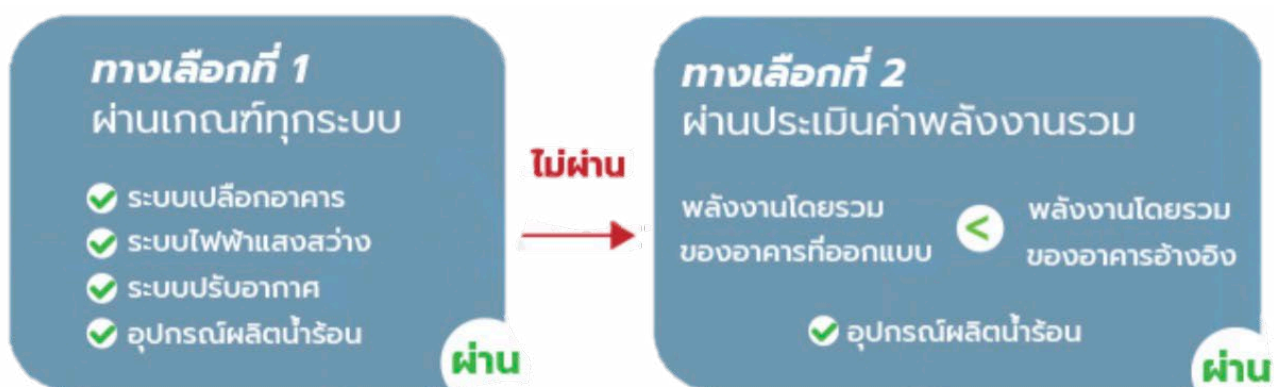 ทางเลือกที่ 1
ผ่านเกณฑ์ทุกระบบ
ระบบเปลือกอาคาร
ระบบไฟฟ้าแสงสว่าง
ระบบปรับอากาศ
อุปกรณ์ผลิตน้ำร้อน
ผ่าน
ไม่ผ่าน
ทางเลือกที่ 2
ผ่านประเมินค่าพลังงานรวม
พลังงานโดยรวม
ของอาคารที่ออกแบบ
<
พลังงานโดยรวม
ของอาคารอ้างอิง
อุปกรณ์ผลิตน้ำร้อน
ผ่าน